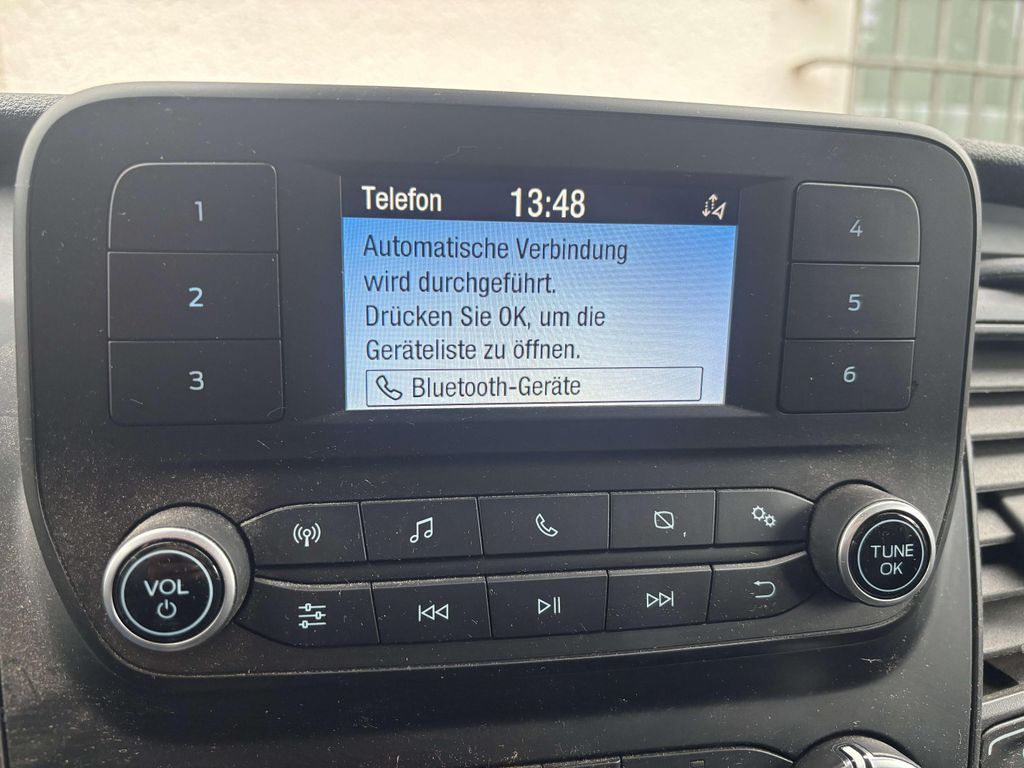 Telefon 13:48
Automatische Verbindung
wird durchgeführt.
Drücken Sie OK, um die
Geräteliste zu öffnen.
Bluetooth-Geräte
1
2
3
4
5
6
VOL
TUNE
OK